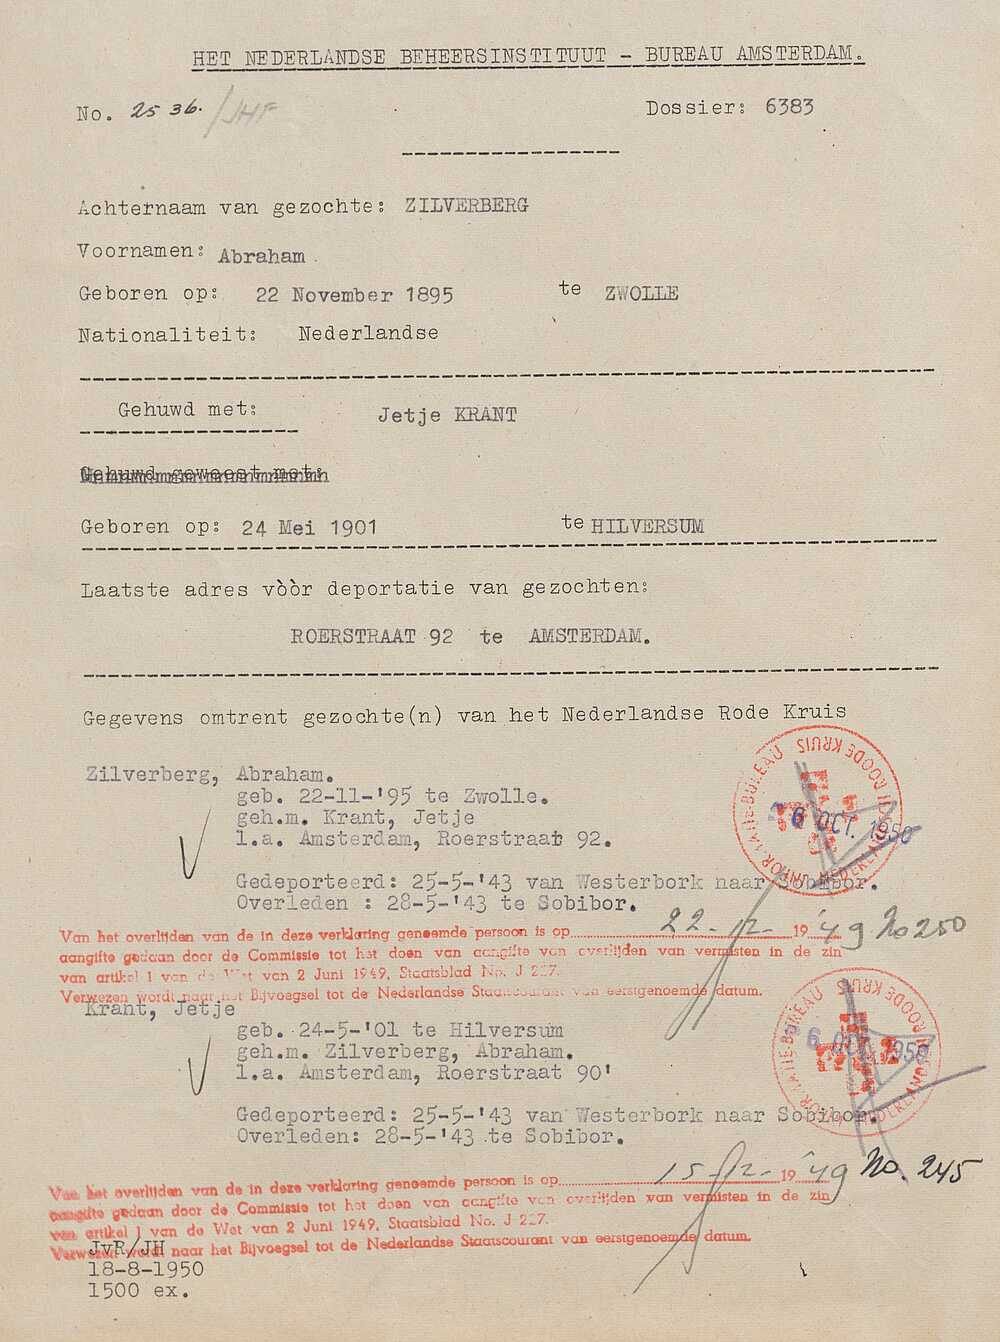 HET NEDERLANDSE BEHEERSINSTITUUT - BUREAU AMSTERDAM.
No. 2536. /JHF
Dossier: 6383
Achternaam van gezochte: ZILVERBERG
Voornamen: Abraham.
Geboren op: 22 November 1895 te ZWOLLE
Nationaliteit: Nederlandse
Gehuwd met: Jetje KRANT
Gehuwd geweest met:
Geboren op: 24 Mei 1901 te HILVERSUM
Laatste adres vòòr deportatie van gezochten:
ROERSTRAAT 92 te AMSTERDAM.
Gegevens omtrent gezochte(n) van het Nederlandse Rode Kruis
Zilverberg, Abraham.
geb. 22-11-'95 te Zwolle.
geh.m. Krant, Jetje
l.a. Amsterdam, Roerstraat 92.
INFORMATIE-BUREAU
NEDERLANDSCH ROODE KRUIS
6 OCT. 1950
Gedeporteerd: 25-5-'43 van Westerbork naar Sobibor.
Overleden : 28-5-'43 te Sobibor.
Van het overlijden van de in deze verklaring genoemde persoon is op 22-12- 19'49 No 250
aangifte gedaan door de Commissie tot het doen van aangifte van overlijden van vermisten in de zin
van artikel 1 van de Wet van 2 Juni 1949, Staatsblad No. J 227.
Verwezen wordt naar het Bijvoegsel tot de Nederlandse Staatscourant van eerstgenoemde datum.
Krant, Jetje
geb. 24-5-'01 te Hilversum
geh.m. Zilverberg, Abraham.
l.a. Amsterdam, Roerstraat 90'
INFORMATIE-BUREAU
NEDERLANDSCH ROODE KRUIS
6 OCT. 1950
Gedeporteerd: 25-5-'43 van Westerbork naar Sobibor.
Overleden: 28-5-'43 te Sobibor.
Van het overlijden van de in deze verklaring genoemde persoon is op 15-12- 19'49 No. 245
aangifte gedaan door de Commissie tot het doen van aangifte van overlijden van vermisten in de zin
van artikel 1 van de Wet van 2 Juni 1949, Staatsblad No. J 227.
Verwezen wordt naar het Bijvoegsel tot de Nederlandse Staatscourant van eerstgenoemde datum.
JvR/JH
18-8-1950
1500 ex.